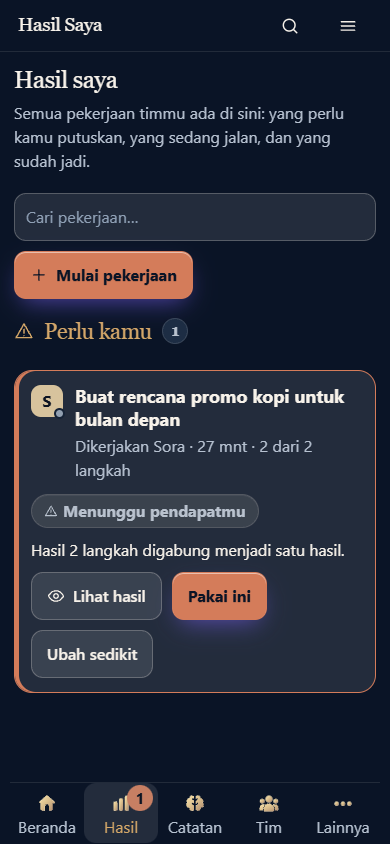 Hasil Saya
Hasil saya
Semua pekerjaan timmu ada di sini: yang perlu
kamu putuskan, yang sedang jalan, dan yang
sudah jadi.
Cari pekerjaan...
Mulai pekerjaan
Perlu kamu 1
S
Buat rencana promo kopi untuk
bulan depan
Dikerjakan Sora · 27 mnt · 2 dari 2
langkah
Menunggu pendapatmu
Hasil 2 langkah digabung menjadi satu hasil.
Lihat hasil Pakai ini
Ubah sedikit
1
Beranda Hasil Catatan Tim Lainnya